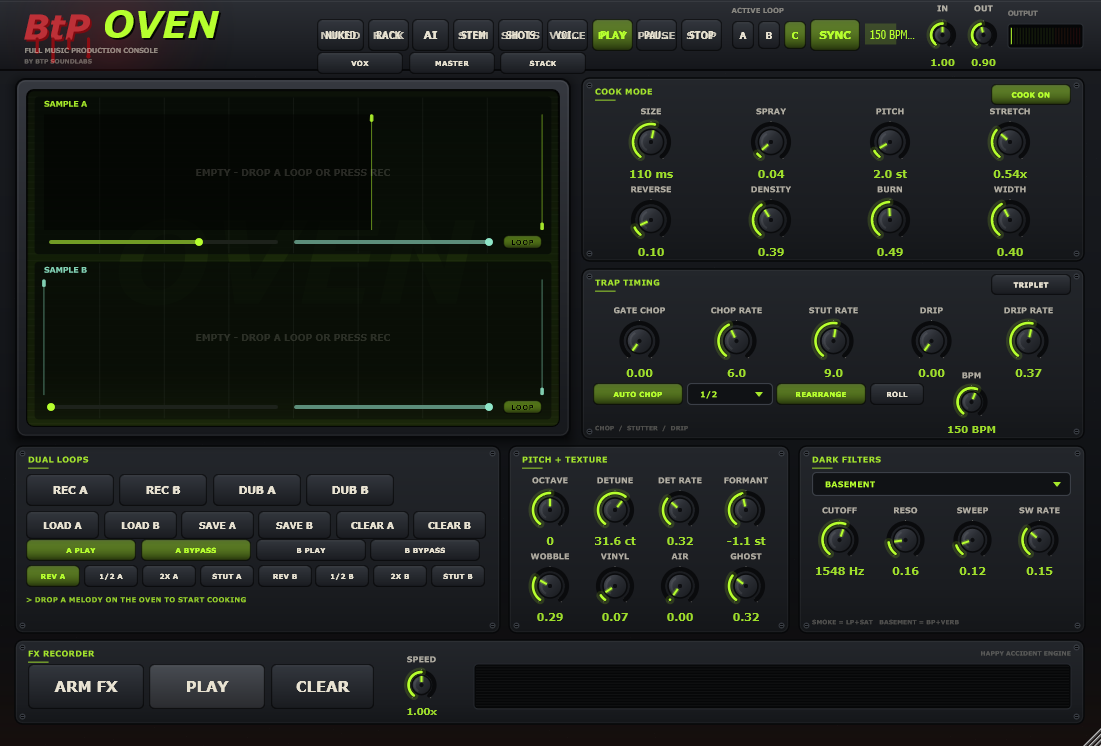 BtP OVEN
FULL MUSIC PRODUCTION CONSOLE
BY BTP SOUNDLABS
NUKED RACK AI STEM SHOTS VOICE PLAY PAUSE STOP
VOX MASTER STACK
ACTIVE LOOP
A B C SYNC 150 BPM...
IN OUT OUTPUT
1.00 0.90
SAMPLE A
EMPTY - DROP A LOOP OR PRESS REC
LOOP
OVEN
SAMPLE B
EMPTY - DROP A LOOP OR PRESS REC
LOOP
COOK MODE
COOK ON
SIZE SPRAY PITCH STRETCH
110 ms 0.04 2.0 st 0.54x
REVERSE DENSITY BURN WIDTH
0.10 0.39 0.49 0.40
TRAP TIMING
TRIPLET
GATE CHOP CHOP RATE STUT RATE DRIP DRIP RATE
0.00 6.0 9.0 0.00 0.37
AUTO CHOP 1/2 REARRANGE ROLL
BPM
150 BPM
CHOP / STUTTER / DRIP
DUAL LOOPS
REC A REC B DUB A DUB B
LOAD A LOAD B SAVE A SAVE B CLEAR A CLEAR B
A PLAY A BYPASS B PLAY B BYPASS
REV A 1/2 A 2X A STUT A REV B 1/2 B 2X B STUT B
> DROP A MELODY ON THE OVEN TO START COOKING
PITCH + TEXTURE
OCTAVE DETUNE DET RATE FORMANT
0 31.6 ct 0.32 -1.1 st
WOBBLE VINYL AIR GHOST
0.29 0.07 0.00 0.32
DARK FILTERS
BASEMENT
CUTOFF RESO SWEEP SW RATE
1548 Hz 0.16 0.12 0.15
SMOKE = LP+SAT BASEMENT = BP+VERB
FX RECORDER
HAPPY ACCIDENT ENGINE
ARM FX PLAY CLEAR
SPEED
1.00x